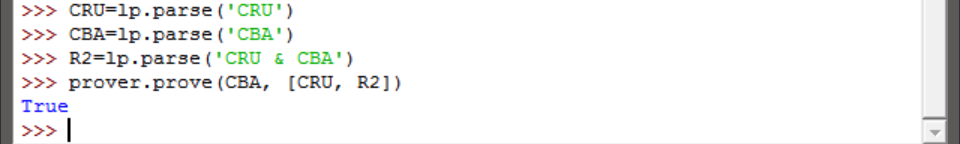 >>> CRU=lp.parse('CRU')
>>> CBA=lp.parse('CBA')
>>> R2=lp.parse('CRU & CBA')
>>> prover.prove(CBA, [CRU, R2])
True
>>>